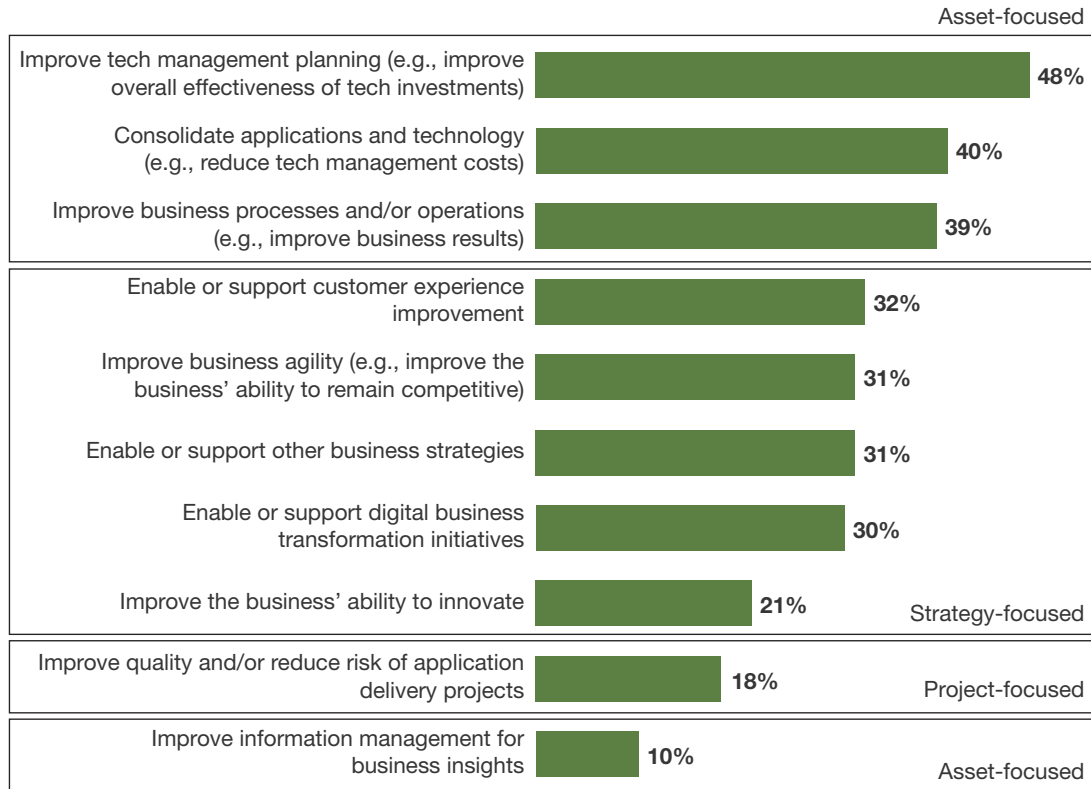 Asset-focused
Improve tech management planning (e.g., improve
overall effectiveness of tech investments)
48%
Consolidate applications and technology
(e.g., reduce tech management costs)
40%
Improve business processes and/or operations
(e.g., improve business results)
39%
Enable or support customer experience
improvement
32%
Improve business agility (e.g., improve the
business’ ability to remain competitive)
31%
Enable or support other business strategies
31%
Enable or support digital business
transformation initiatives
30%
Improve the business’ ability to innovate
21%
Strategy-focused
Improve quality and/or reduce risk of application
delivery projects
18%
Project-focused
Improve information management for
business insights
10%
Asset-focused